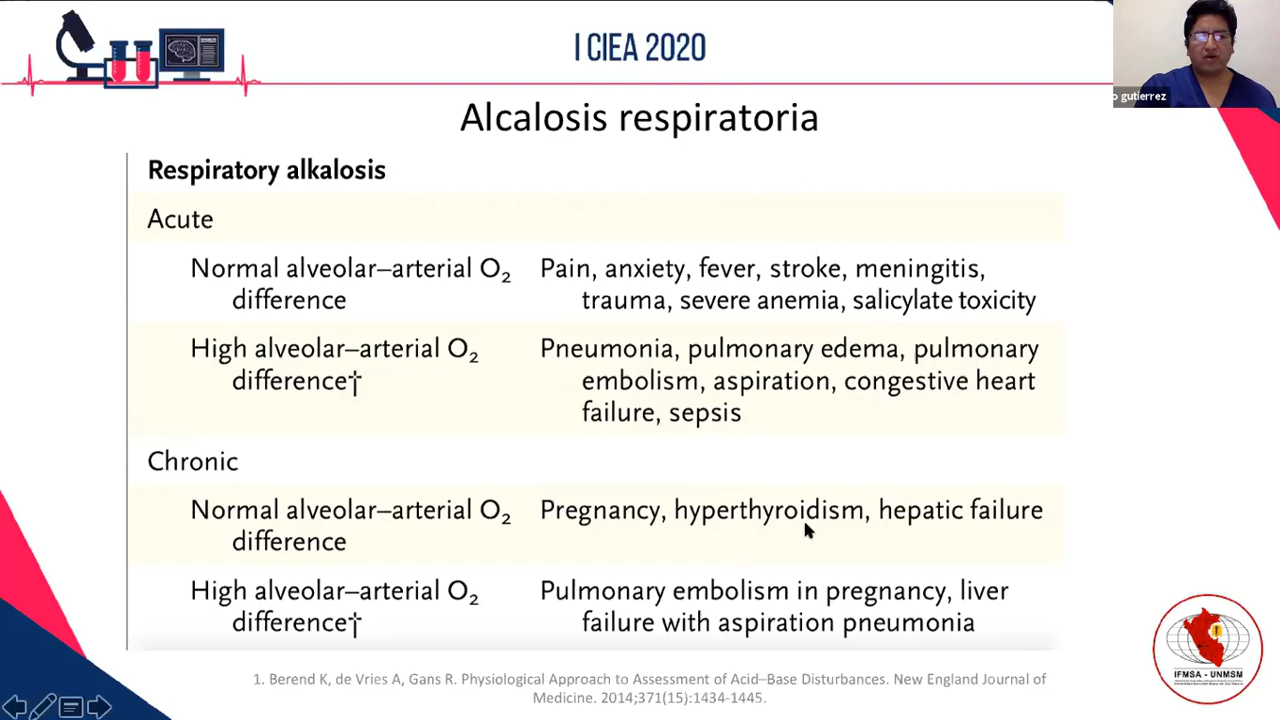 I CIEA 2020
o gutierrez
Alcalosis respiratoria
Respiratory alkalosis
Acute
Normal alveolar–arterial O₂ difference
Pain, anxiety, fever, stroke, meningitis,
trauma, severe anemia, salicylate toxicity
High alveolar–arterial O₂ difference†
Pneumonia, pulmonary edema, pulmonary
embolism, aspiration, congestive heart
failure, sepsis
Chronic
Normal alveolar–arterial O₂ difference
Pregnancy, hyperthyroidism, hepatic failure
High alveolar–arterial O₂ difference†
Pulmonary embolism in pregnancy, liver
failure with aspiration pneumonia
1. Berend K, de Vries A, Gans R. Physiological Approach to Assessment of Acid–Base Disturbances. New England Journal of
Medicine. 2014;371(15):1434-1445.
IFMSA - UNMSM